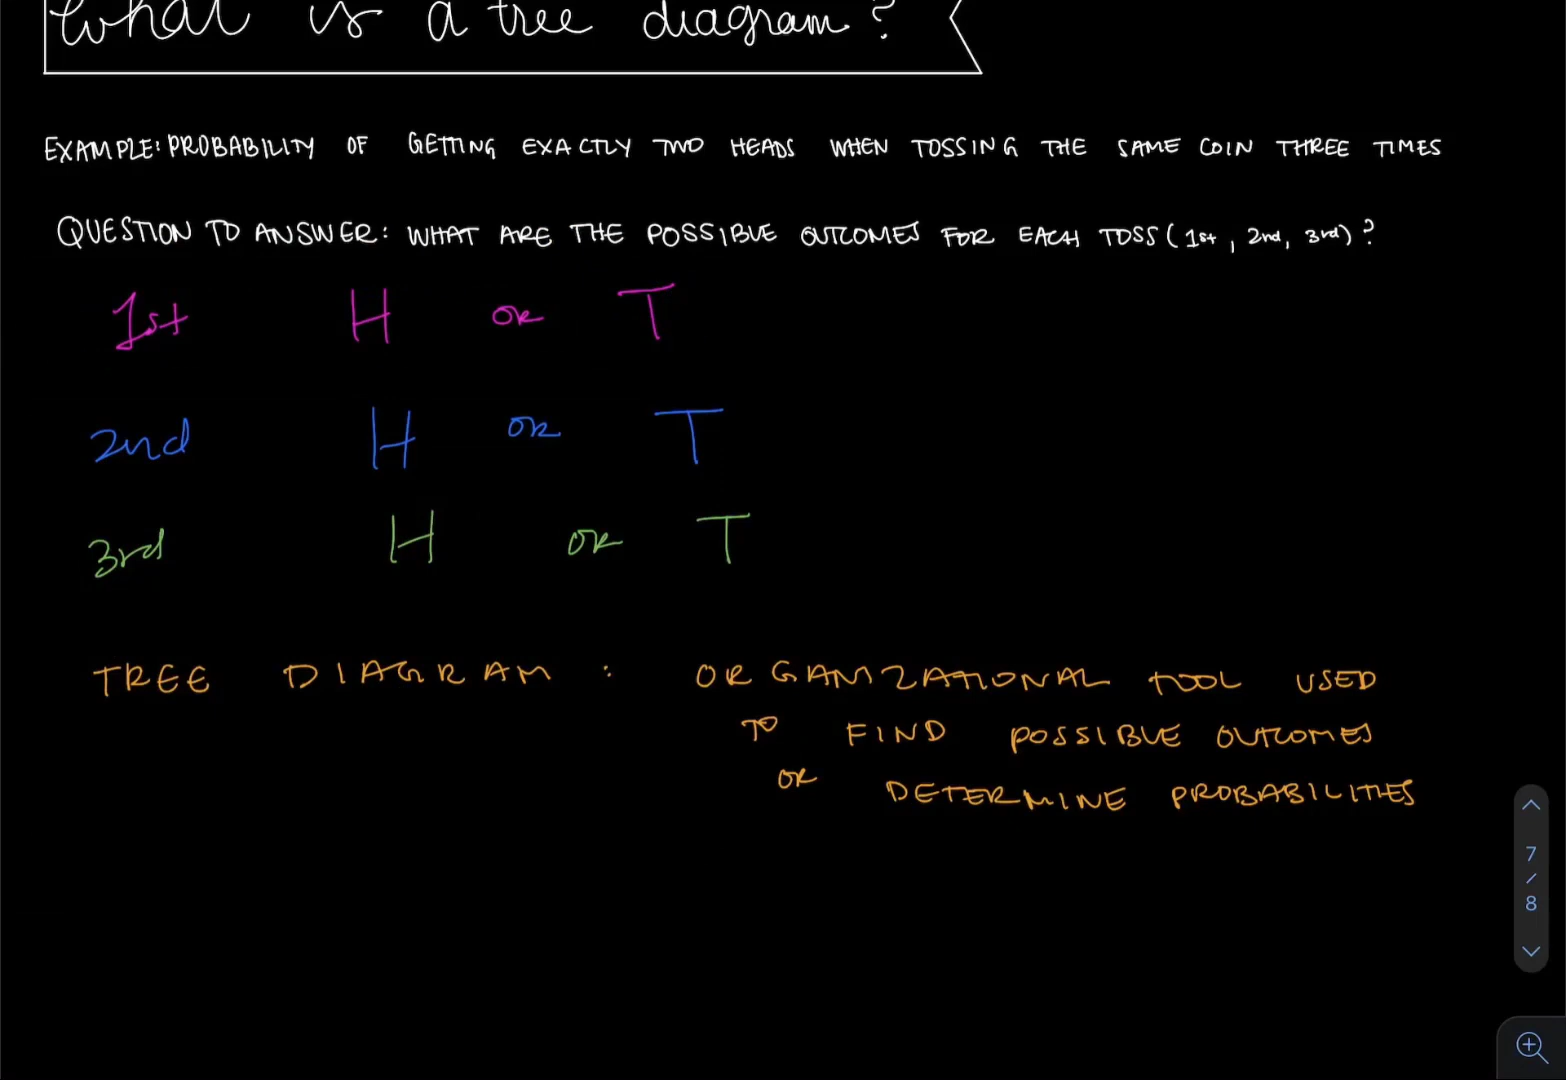 What is a tree diagram?
EXAMPLE: PROBABILITY OF GETTING EXACTLY TWO HEADS WHEN TOSSING THE SAME COIN THREE TIMES
QUESTION TO ANSWER: WHAT ARE THE POSSIBLE OUTCOMES FOR EACH TOSS (1st, 2nd, 3rd)?
1st H OR T
2nd H OR T
3rd H OR T
TREE DIAGRAM: ORGANIZATIONAL TOOL USED
TO FIND POSSIBLE OUTCOMES
OR DETERMINE PROBABILITIES
7
/
8